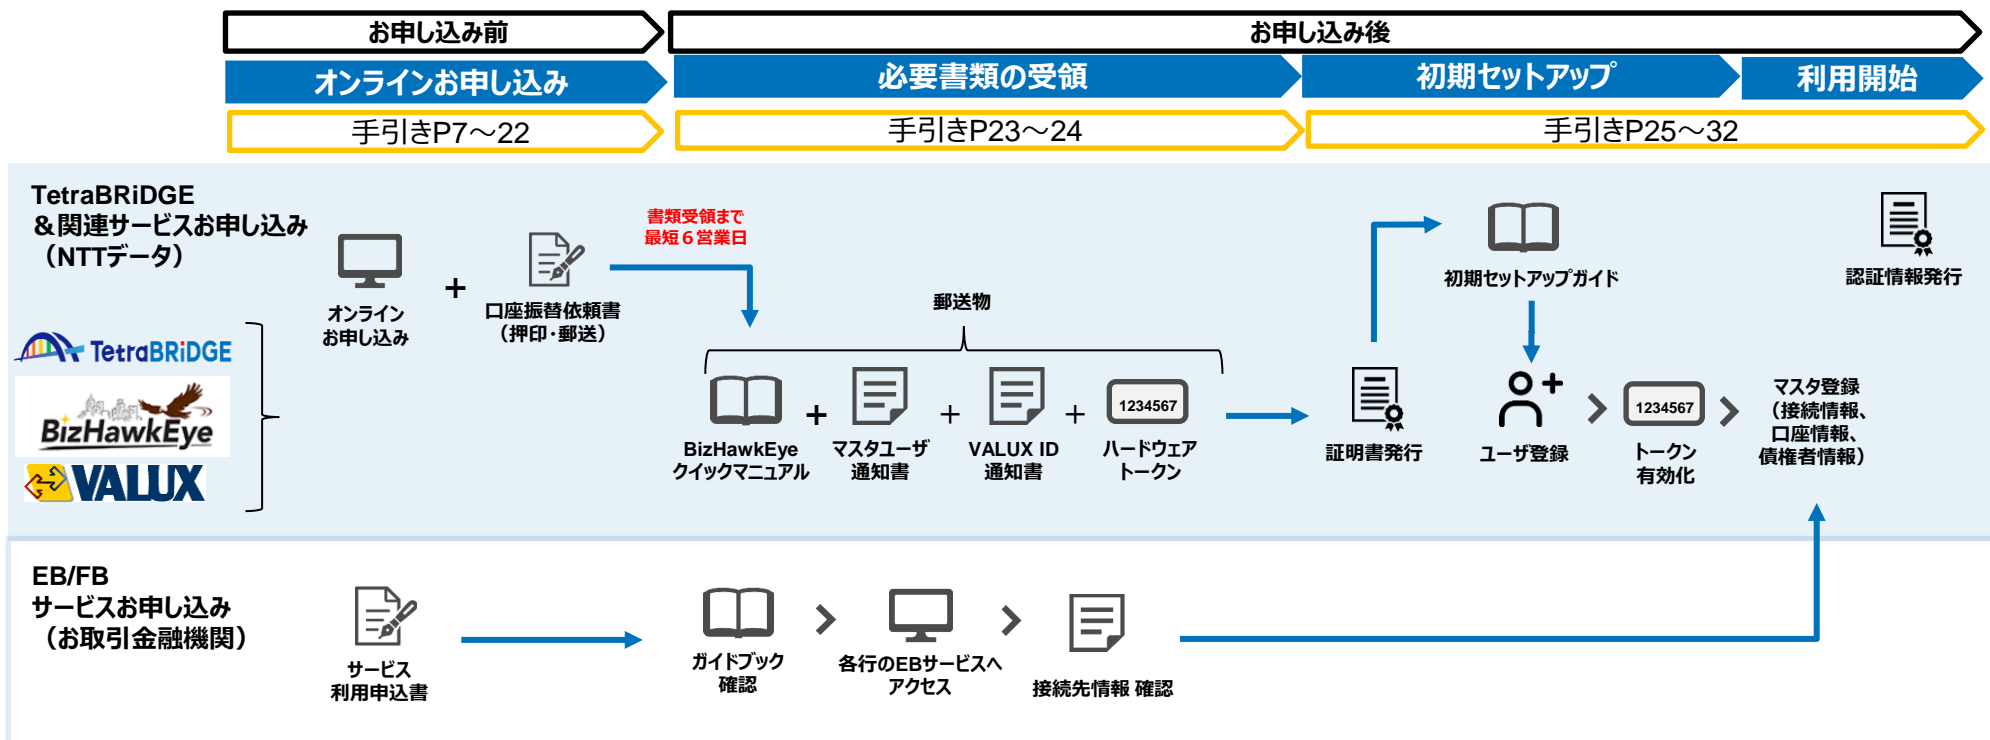 お申し込み前
お申し込み後
オンラインお申し込み
必要書類の受領
初期セットアップ
利用開始
手引きP7～22
手引きP23～24
手引きP25～32
TetraBRiDGE
＆関連サービスお申し込み
（NTTデータ）
TetraBRiDGE
BizHawkEye
VALUX
オンライン
お申し込み
+
口座振替依頼書
（押印・郵送）
書類受領まで
最短６営業日
郵送物
BizHawkEye
クイックマニュアル
+
マスタユーザ
通知書
+
VALUX ID
通知書
+
1234567
ハードウェア
トークン
証明書発行
初期セットアップガイド
ユーザ登録
1234567
トークン
有効化
マスタ登録
（接続情報、
口座情報、
債権者情報）
認証情報発行
EB/FB
サービスお申し込み
（お取引金融機関）
サービス
利用申込書
ガイドブック
確認
各行のEBサービスへ
アクセス
接続先情報 確認